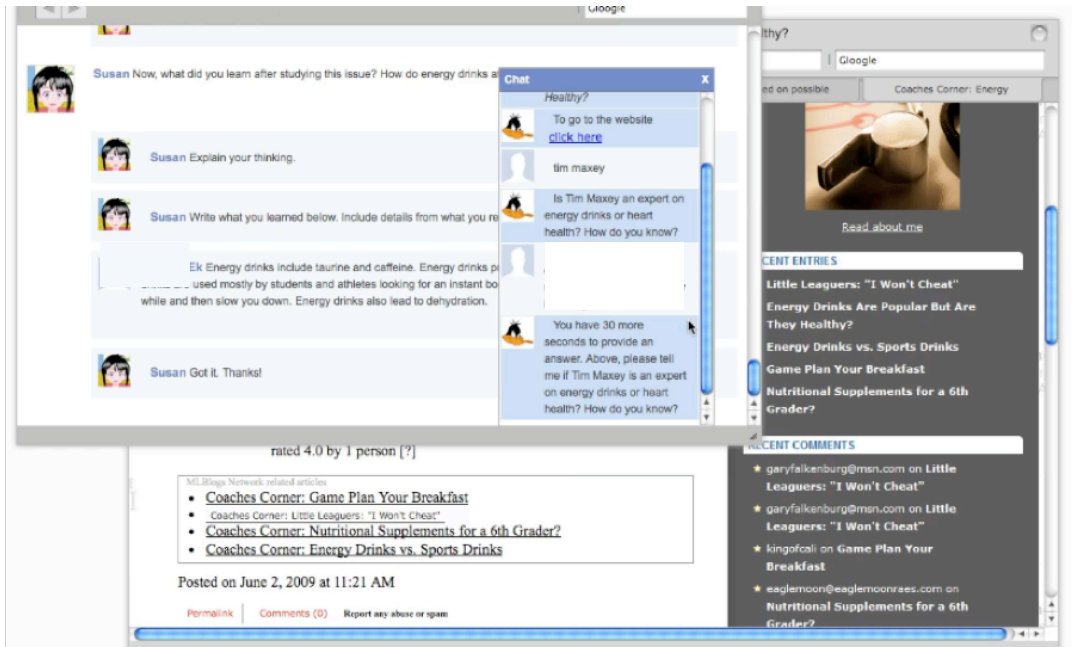 Gloogle
Susan Now, what did you learn after studying this issue? How do energy drinks
Susan Explain your thinking.
Susan Write what you learned below. Include details from what you
Ek Energy drinks include taurine and caffeine. Energy drinks
used mostly by students and athletes looking for an instant
while and then slow you down. Energy drinks also lead to dehydration.
Susan Got it. Thanks!
Chat X
Healthy?
To go to the website
click here
tim maxey
Is Tim Maxey an expert on
energy drinks or heart
health? How do you know?
You have 30 more
seconds to provide an
answer. Above, please tell
me if Tim Maxey is an expert
on energy drinks or heart
health? How do you know?
thy?
Gloogle
ed on possible
Coaches Corner: Energy
Read about me
CENT ENTRIES
Little Leaguers: "I Won't Cheat"
Energy Drinks Are Popular But Are
They Healthy?
Energy Drinks vs. Sports Drinks
Game Plan Your Breakfast
Nutritional Supplements for a 6th
Grader?
RECENT COMMENTS
garyfalkenburg@msn.com on Little
Leaguers: "I Won't Cheat"
garyfalkenburg@msn.com on Little
Leaguers: "I Won't Cheat"
kingofcali on Game Plan Your
Breakfast
eaglemoon@eaglemoonraes.com on
Nutritional Supplements for a 6th
Grader?
rated 4.0 by 1 person [?]
MLBlogs Network related articles
• Coaches Corner: Game Plan Your Breakfast
• Coaches Corner: Little Leaguers: "I Won't Cheat"
• Coaches Corner: Nutritional Supplements for a 6th Grader?
• Coaches Corner: Energy Drinks vs. Sports Drinks
Posted on June 2, 2009 at 11:21 AM
Permalink | Comments (0) Report any abuse or spam